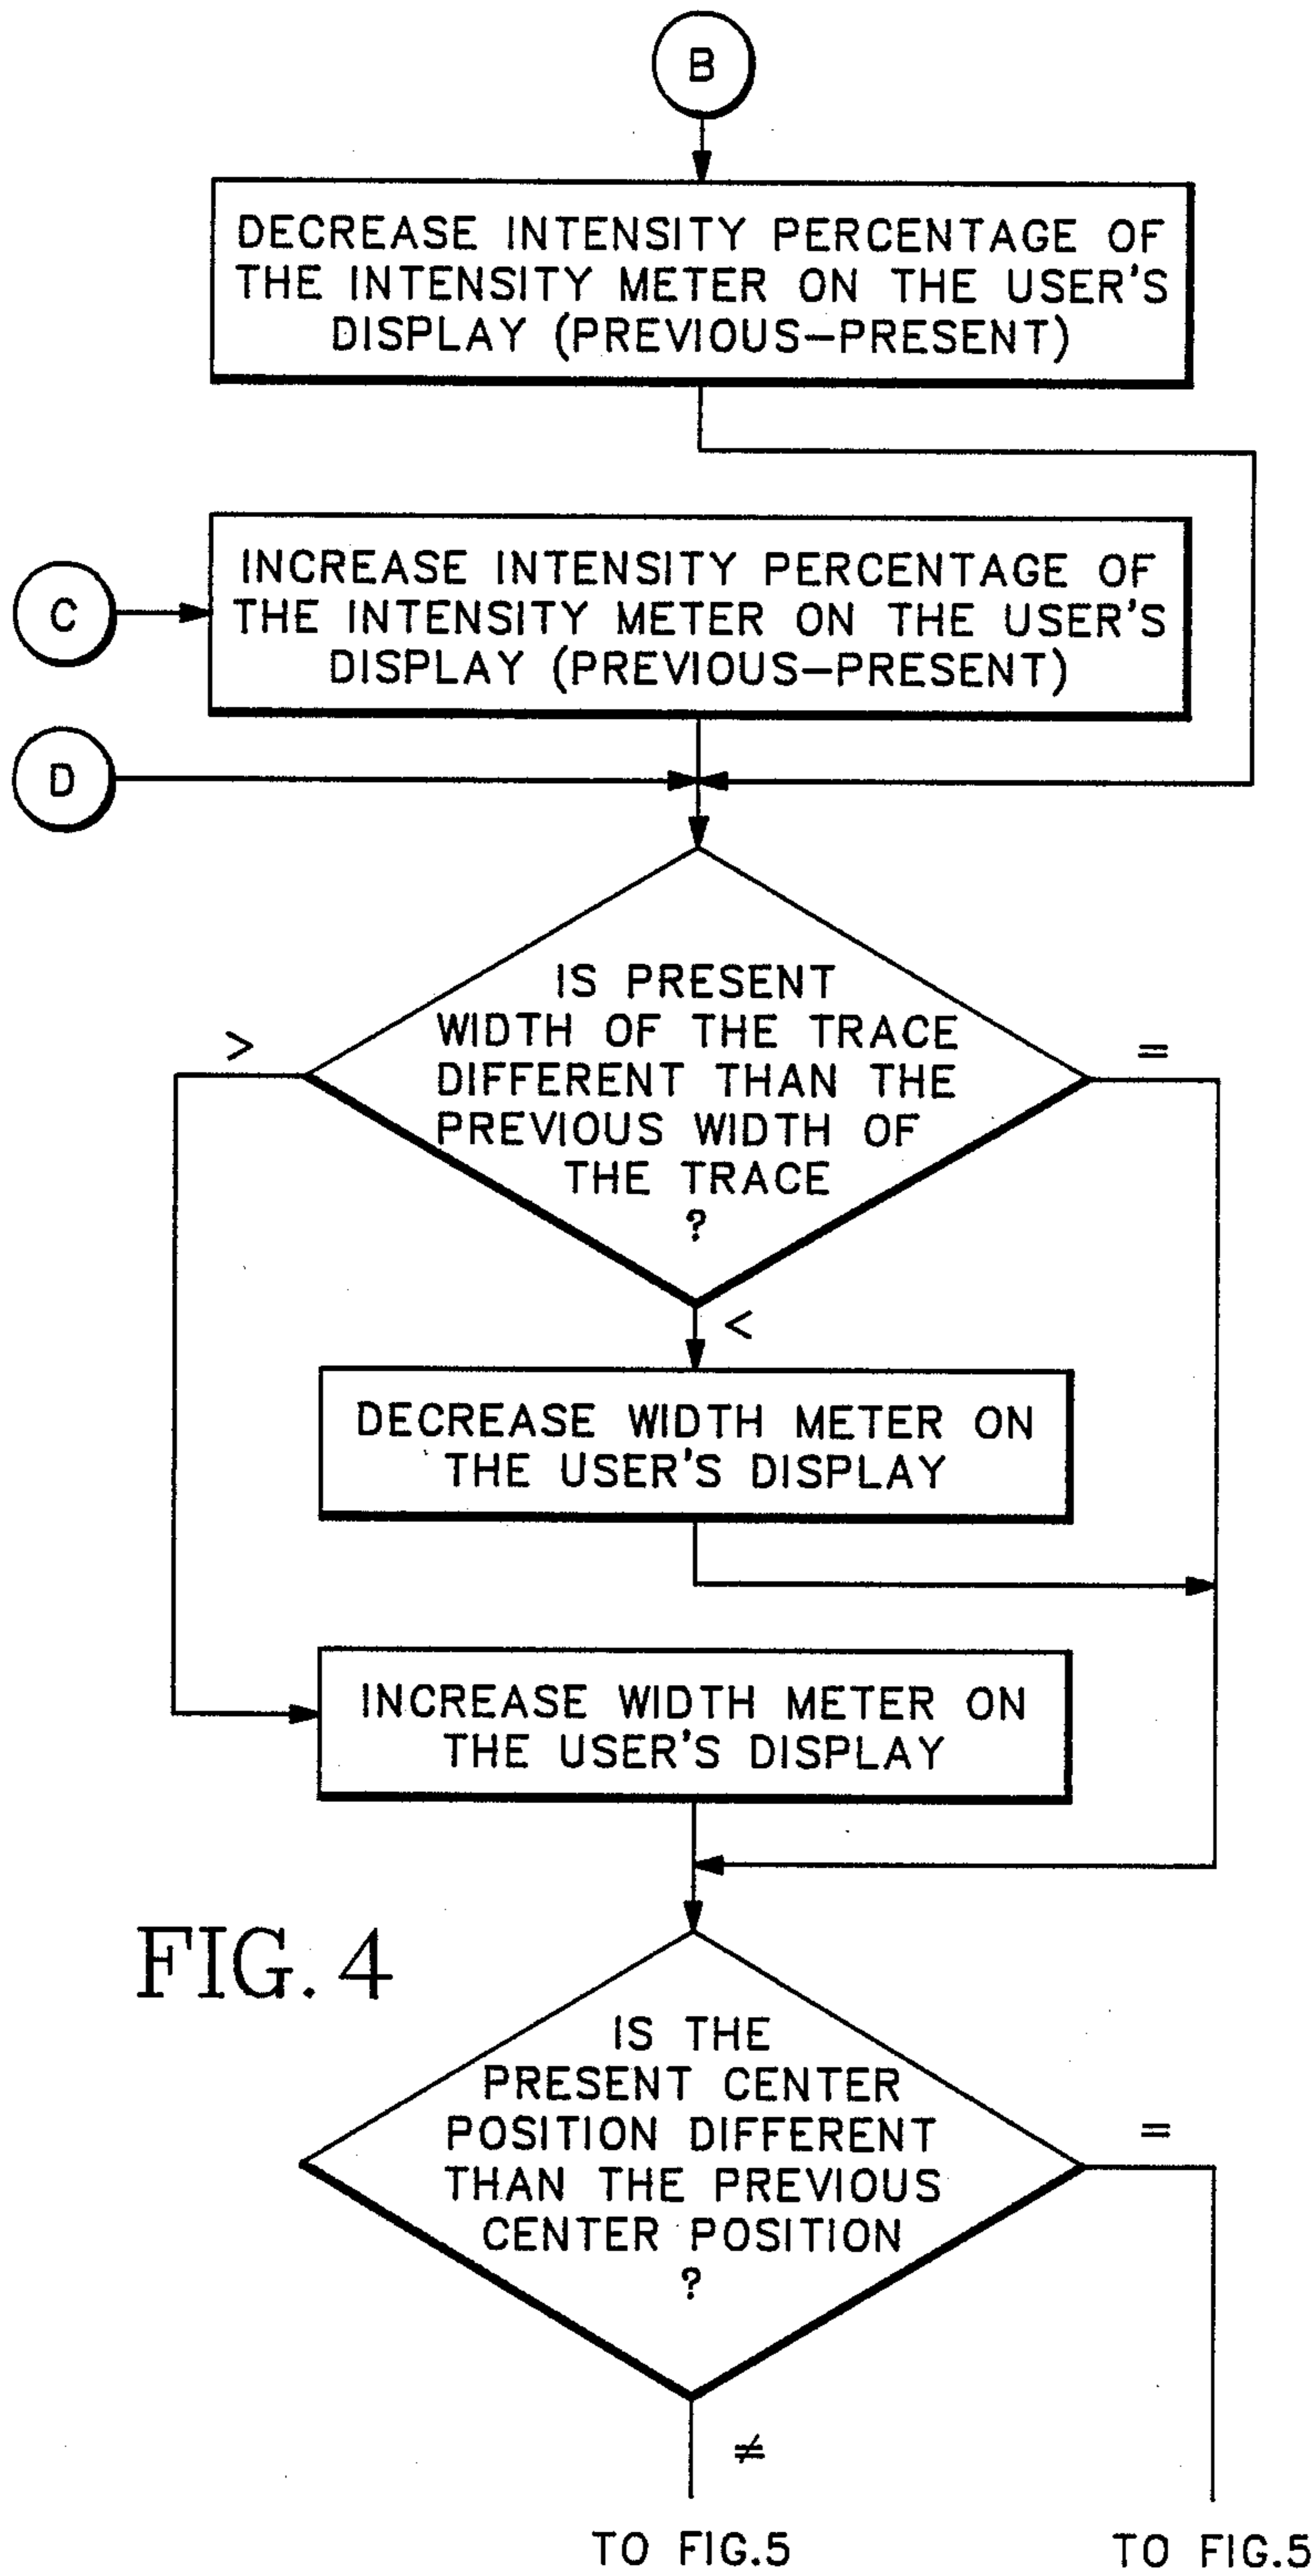 B
DECREASE INTENSITY PERCENTAGE OF
THE INTENSITY METER ON THE USER'S
DISPLAY (PREVIOUS-PRESENT)
C
INCREASE INTENSITY PERCENTAGE OF
THE INTENSITY METER ON THE USER'S
DISPLAY (PREVIOUS-PRESENT)
D
IS PRESENT
WIDTH OF THE TRACE
DIFFERENT THAN THE
PREVIOUS WIDTH OF
THE TRACE
?
>
=
<
DECREASE WIDTH METER ON
THE USER'S DISPLAY
INCREASE WIDTH METER ON
THE USER'S DISPLAY
FIG. 4
IS THE
PRESENT CENTER
POSITION DIFFERENT
THAN THE PREVIOUS
CENTER POSITION
?
=
≠
TO FIG.5
TO FIG.5